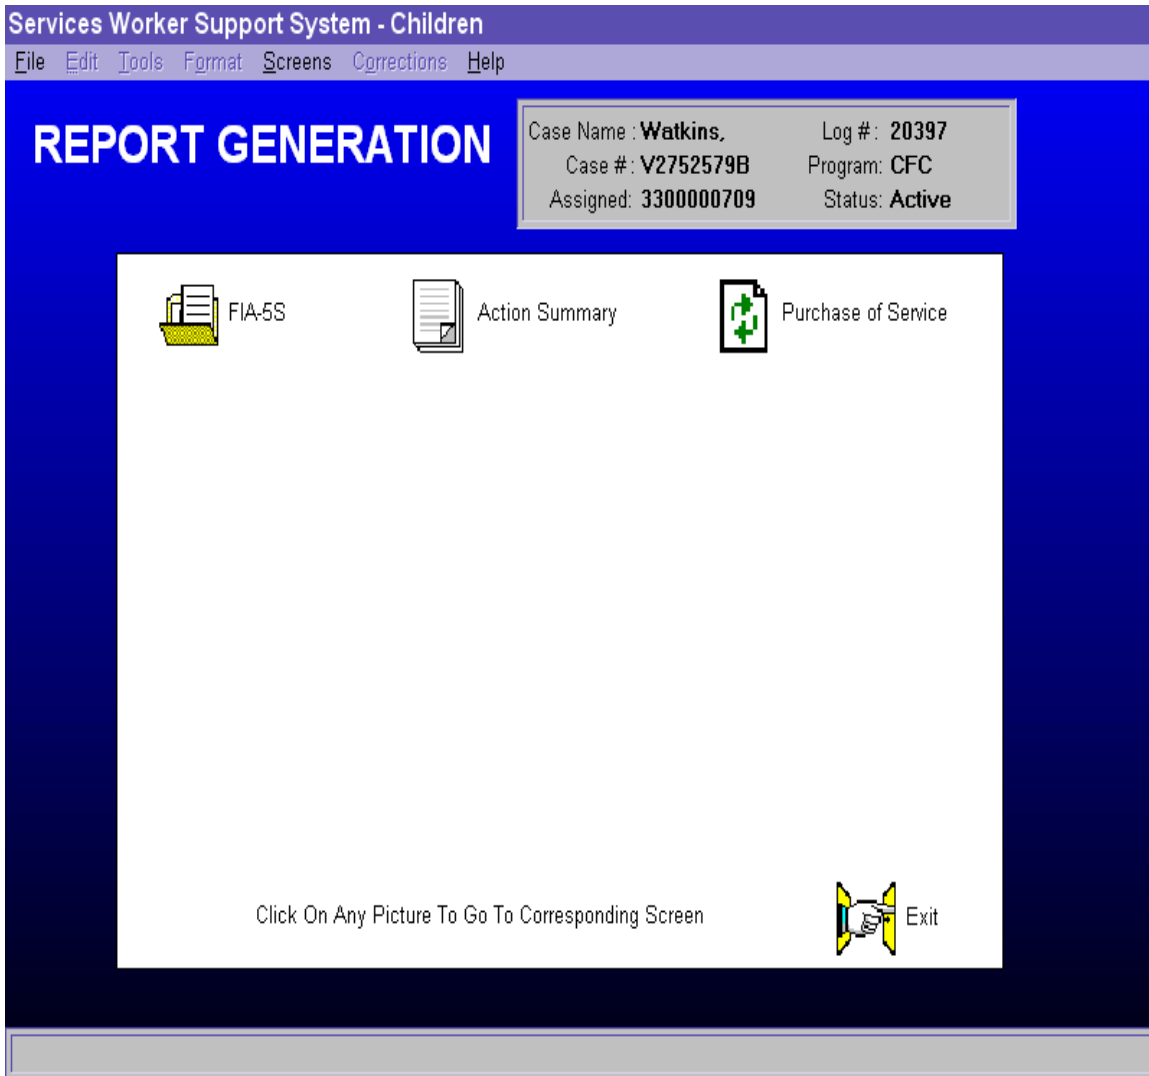 Services Worker Support System - Children
File Edit Tools Format Screens Corrections Help
REPORT GENERATION
Case Name : Watkins, Log # : 20397
Case # : V2752579B Program: CFC
Assigned: 3300000709 Status: Active
FIA-5S Action Summary Purchase of Service
Click On Any Picture To Go To Corresponding Screen
Exit